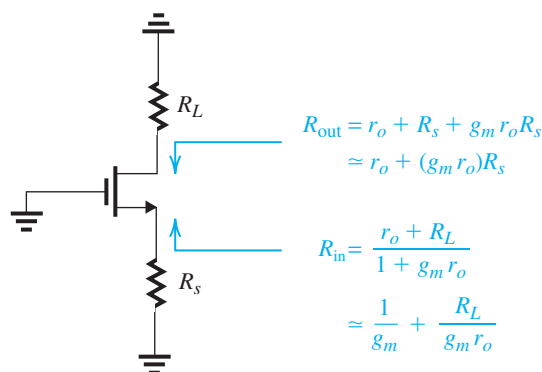 R_L
R_out = r_o + R_s + g_m r_o R_s
≃ r_o + (g_m r_o)R_s
R_in = (r_o + R_L) / (1 + g_m r_o)
R_s
≃ 1/g_m + R_L/(g_m r_o)